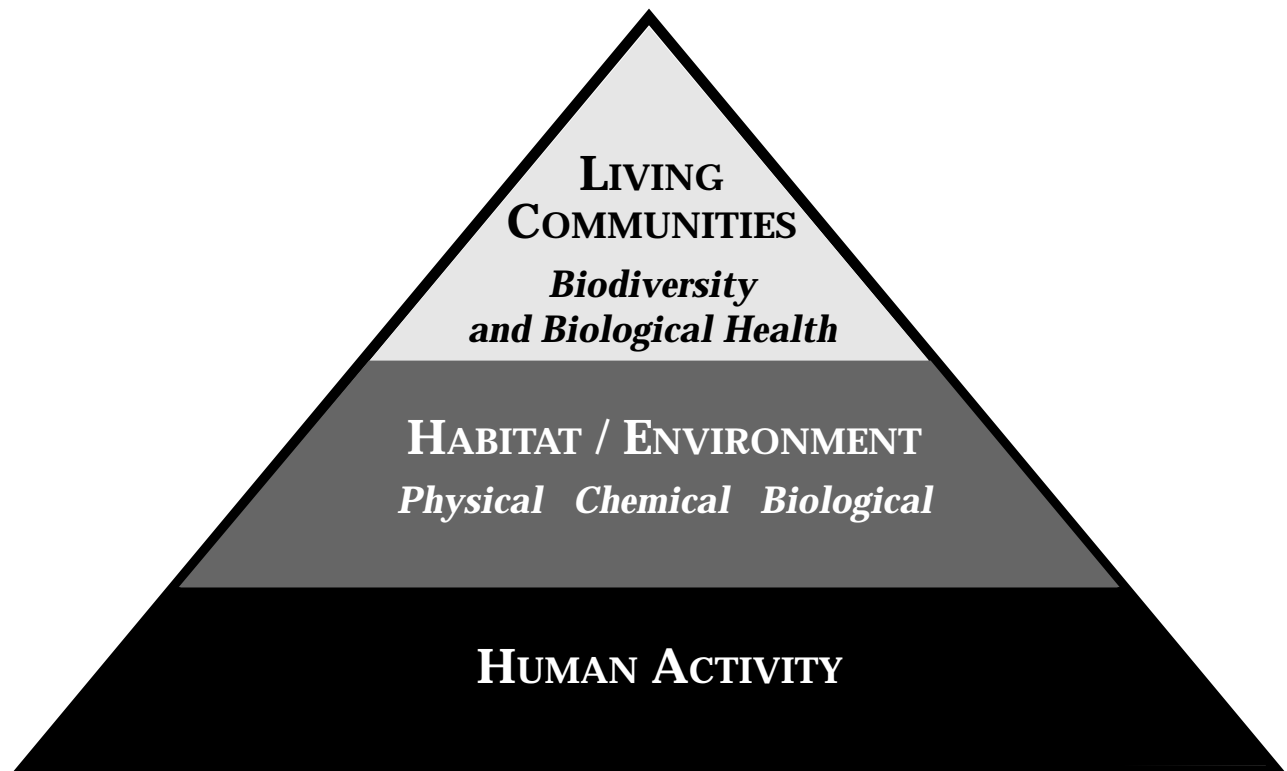 LIVING
COMMUNITIES
Biodiversity
and Biological Health
HABITAT / ENVIRONMENT
Physical Chemical Biological
HUMAN ACTIVITY